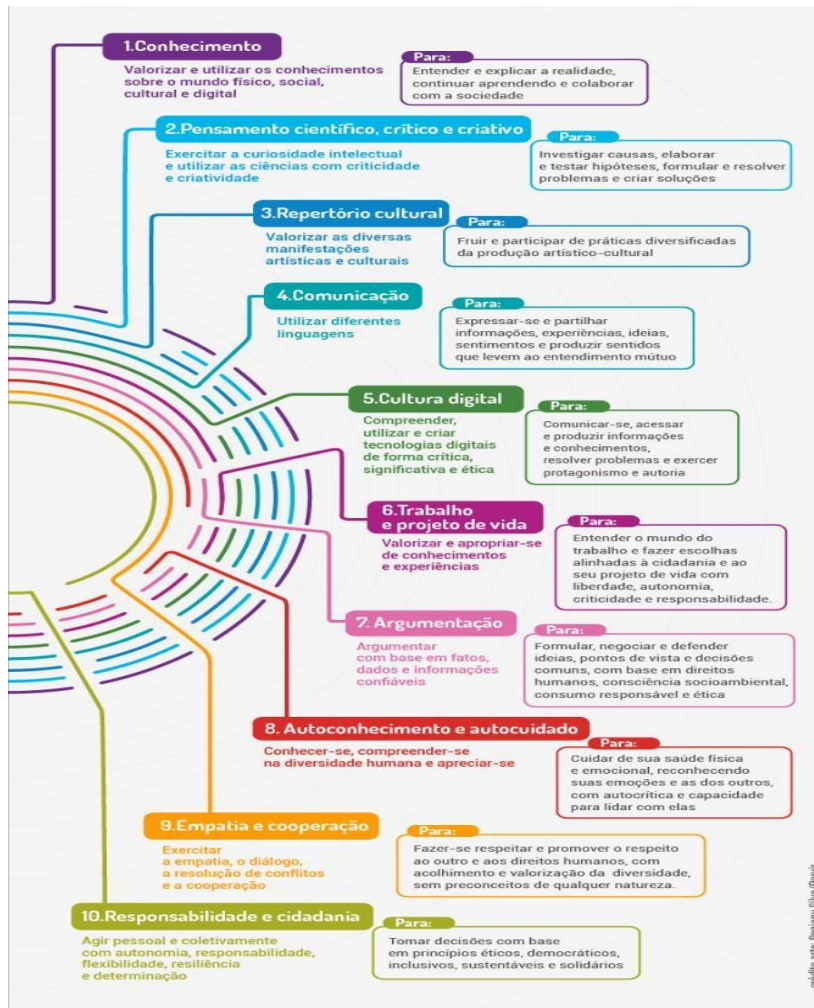 1.Conhecimento
Valorizar e utilizar os conhecimentos
sobre o mundo físico, social,
cultural e digital
Para:
Entender e explicar a realidade,
continuar aprendendo e colaborar
com a sociedade
2.Pensamento científico, crítico e criativo
Exercitar a curiosidade intelectual
e utilizar as ciências com criticidade
e criatividade
Para:
Investigar causas, elaborar
e testar hipóteses, formular e resolver
problemas e criar soluções
3.Repertório cultural
Valorizar as diversas
manifestações
artísticas e culturais
Para:
Fruir e participar de práticas diversificadas
da produção artístico-cultural
4.Comunicação
Utilizar diferentes
linguagens
Para:
Expressar-se e partilhar
informações, experiências, ideias,
sentimentos e produzir sentidos
que levem ao entendimento mútuo
5.Cultura digital
Compreender,
utilizar e criar
tecnologias digitais
de forma crítica,
significativa e ética
Para:
Comunicar-se, acessar
e produzir informações
e conhecimentos,
resolver problemas e exercer
protagonismo e autoria
6.Trabalho
e projeto de vida
Valorizar e apropriar-se
de conhecimentos
e experiências
Para:
Entender o mundo do
trabalho e fazer escolhas
alinhadas à cidadania e ao
seu projeto de vida com
liberdade, autonomia,
criticidade e responsabilidade.
7. Argumentação
Argumentar
com base em fatos,
dados e informações
confiáveis
Para:
Formular, negociar e defender
ideias, pontos de vista e decisões
comuns, com base em direitos
humanos, consciência socioambiental,
consumo responsável e ética
8. Autoconhecimento e autocuidado
Conhecer-se, compreender-se
na diversidade humana e apreciar-se
Para:
Cuidar de sua saúde física
e emocional, reconhecendo
suas emoções e as dos outros,
com autocrítica e capacidade
para lidar com elas
9.Empatia e cooperação
Exercitar
a empatia, o diálogo,
a resolução de conflitos
e a cooperação
Para:
Fazer-se respeitar e promover o respeito
ao outro e aos direitos humanos, com
acolhimento e valorização da diversidade,
sem preconceitos de qualquer natureza.
10.Responsabilidade e cidadania
Agir pessoal e coletivamente
com autonomia, responsabilidade,
flexibilidade, resiliência
e determinação
Para:
Tomar decisões com base
em princípios éticos, democráticos,
inclusivos, sustentáveis e solidários